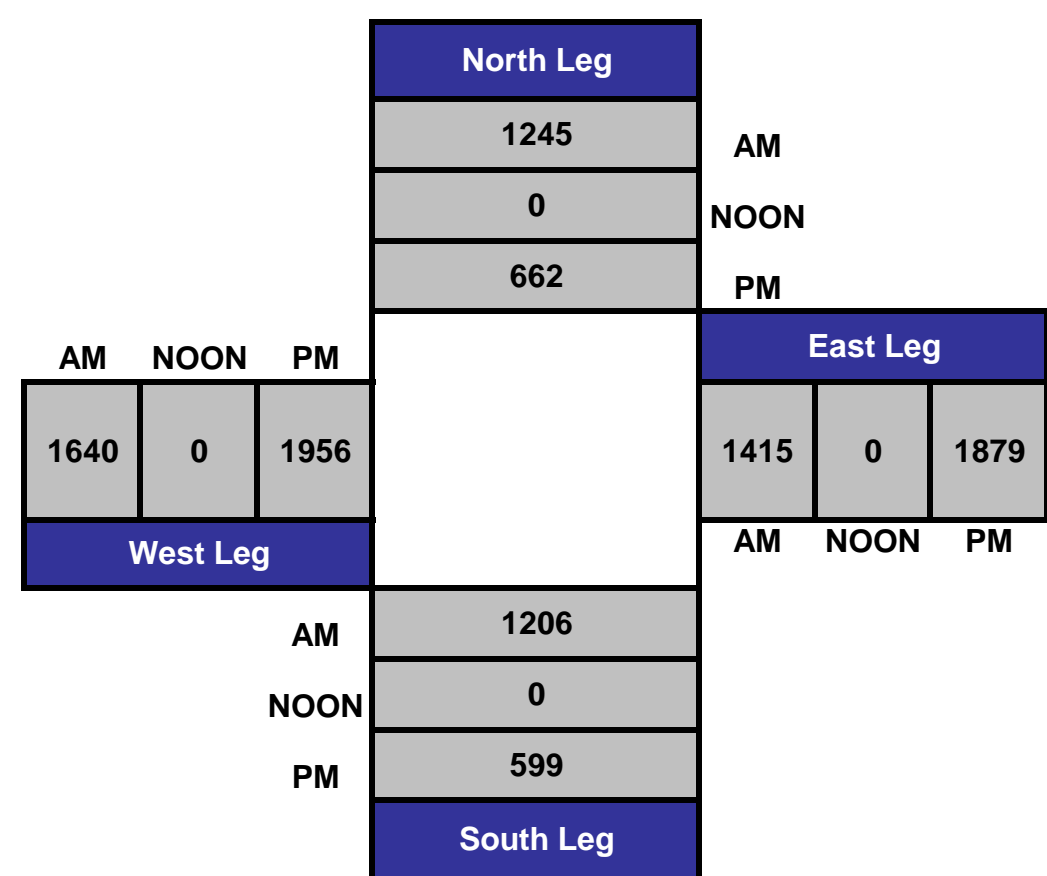 North Leg
1245 AM
0 NOON
662 PM
East Leg
AM NOON PM
1640 0 1956
1415 0 1879
West Leg
AM NOON PM
1206
AM
0
NOON
599
PM
South Leg